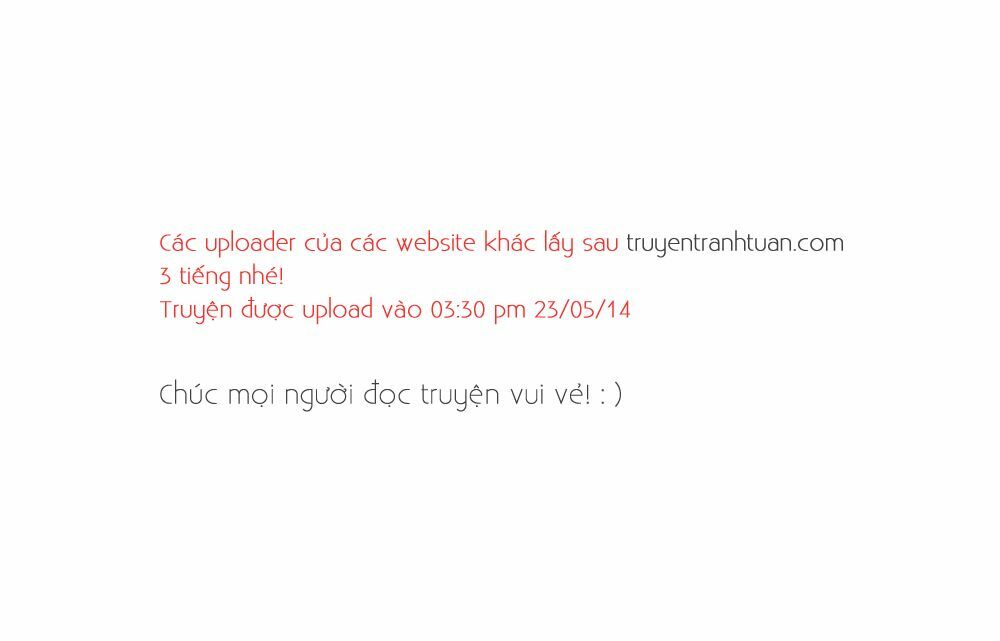 Các uploader của các website khác lấy sau truyentranhtuan.com
3 tiếng nhé!
Truyện được upload vào 03:30 pm 23/05/14
Chúc mọi người đọc truyện vui vẻ! : )